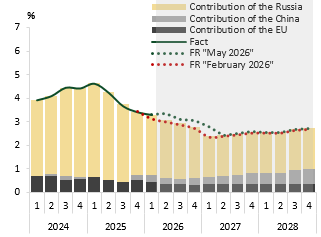 %
Contribution of the Russia
Contribution of the China
Contribution of the EU
Fact
FR "May 2026"
FR "February 2026"
7
6
5
4
3
2
1
0
1 2 3 4 1 2 3 4 1 2 3 4 1 2 3 4 1 2 3 4
2024 2025 2026 2027 2028